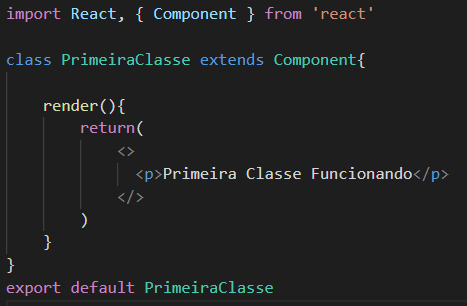 import React, { Component } from 'react'
class PrimeiraClasse extends Component{
render(){
return(
<>
<p>Primeira Classe Funcionando</p>
</>
)
}
}
export default PrimeiraClasse